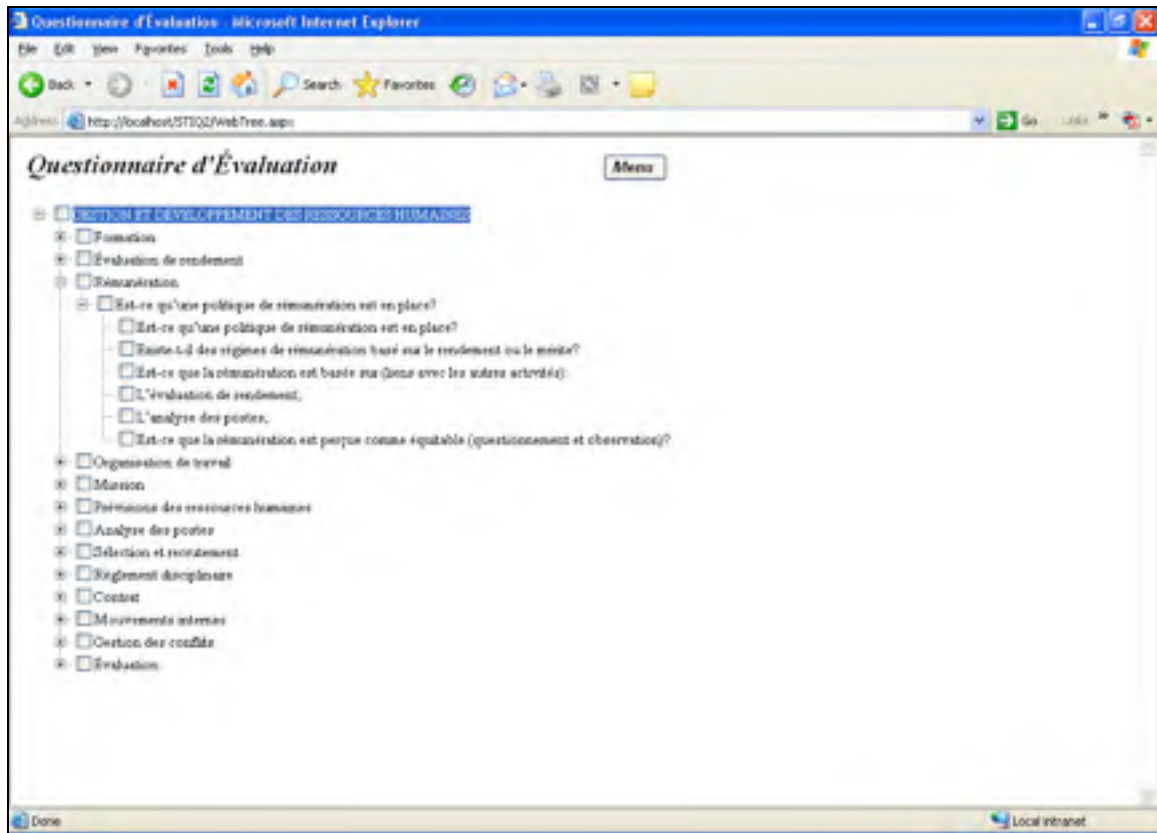 Questionnaire d'Évaluation - Microsoft Internet Explorer
File Edit View Favorites Tools Help
Back Search Favorites
Address http://localhost/STIQ2/WebTree.aspx Go Links »
Questionnaire d'Évaluation Menu
GESTION ET DÉVELOPPEMENT DES RESSOURCES HUMAINES
Formation
Évaluation de rendement
Rémunération
Est-ce qu'une politique de rémunération est en place?
Est-ce qu'une politique de rémunération est en place?
Existe-t-il des régimes de rémunération basé sur le rendement ou le mérite?
Est-ce que la rémunération est basée sur (liens avec les autres activités):
L'évaluation de rendement,
L'analyse des postes,
Est-ce que la rémunération est perçue comme équitable (questionnement et observation)?
Organisation de travail
Mission
Prévisions des ressources humaines
Analyse des postes
Sélection et recrutement
Règlement disciplinaire
Contrat
Mouvements internes
Gestion des conflits
Évaluation
Done Local intranet